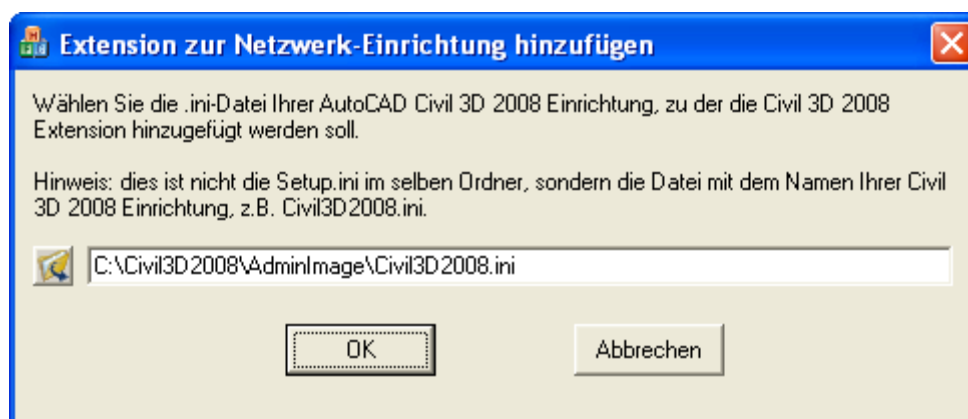 Extension zur Netzwerk-Einrichtung hinzufügen
Wählen Sie die .ini-Datei Ihrer AutoCAD Civil 3D 2008 Einrichtung, zu der die Civil 3D 2008
Extension hinzugefügt werden soll.
Hinweis: dies ist nicht die Setup.ini im selben Ordner, sondern die Datei mit dem Namen Ihrer Civil
3D 2008 Einrichtung, z.B. Civil3D2008.ini.
C:\Civil3D2008\AdminImage\Civil3D2008.ini
OK
Abbrechen